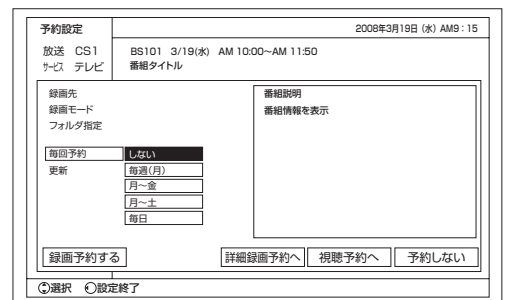 予約設定
2008年3月19日 (水) AM9：15
放送 CS1
BS101 3/19(水) AM 10:00～AM 11:50
サービス テレビ
番組タイトル
録画先
録画モード
フォルダ指定
番組説明
番組情報を表示
毎回予約
しない
更新
毎週(月)
月～金
月～土
毎日
録画予約する
詳細録画予約へ
視聴予約へ
予約しない
選択
設定終了